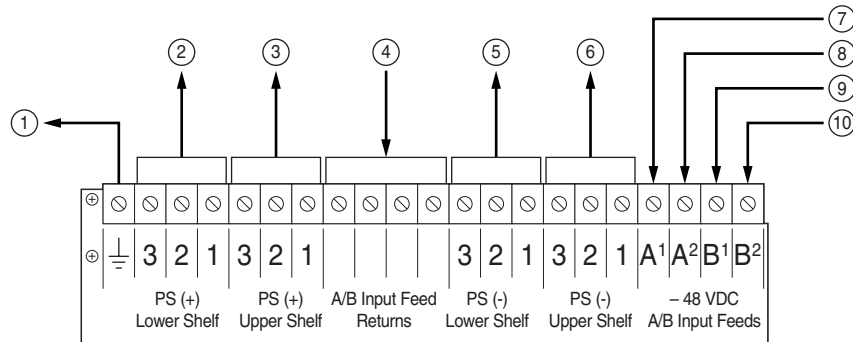 ② ③ ④ ⑤ ⑥ ⑦
⑧
⑨
① ⑩
3 2 1 3 2 1 3 2 1 3 2 1 A¹ A² B¹ B²
PS (+) PS (+) A/B Input Feed PS (-) PS (-) – 48 VDC
Lower Shelf Upper Shelf Returns Lower Shelf Upper Shelf A/B Input Feeds